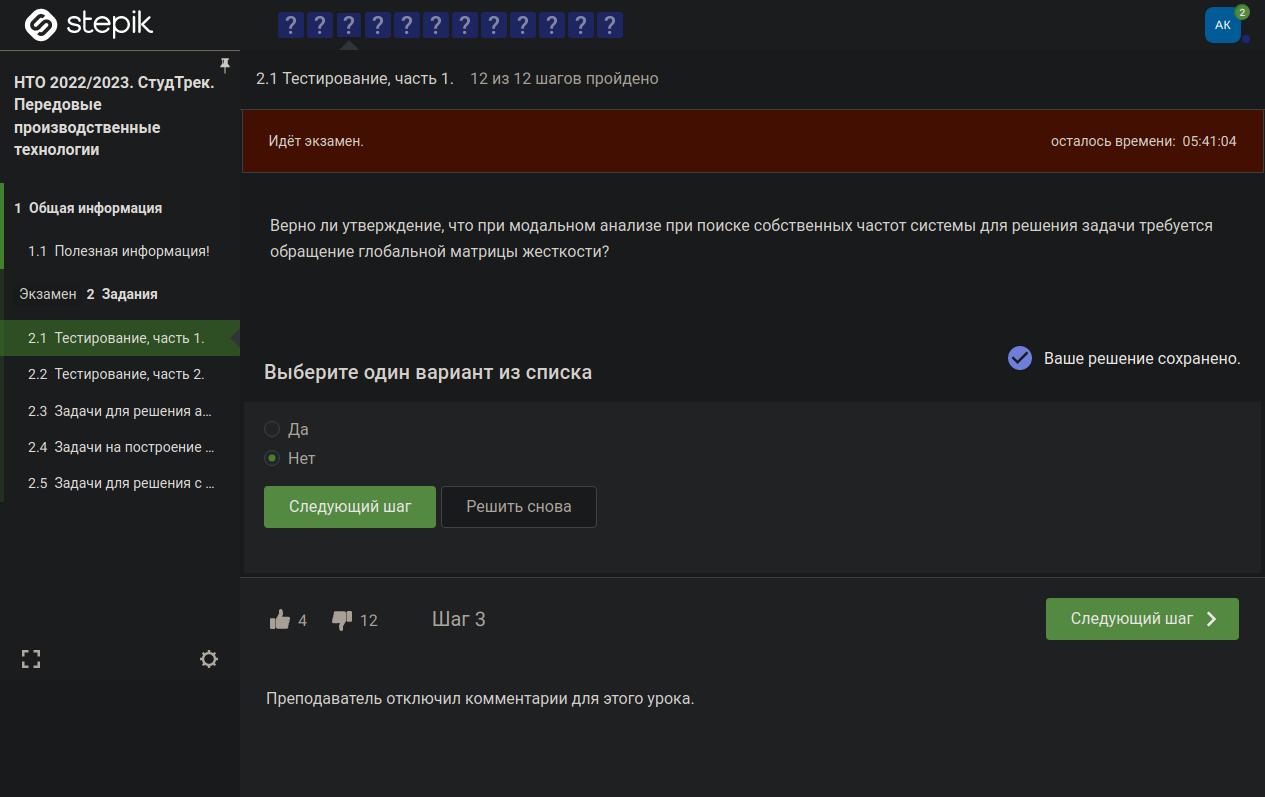 stepik
? ? ? ? ? ? ? ? ? ? ? ?
АК
2
НТО 2022/2023. СтудТрек.
Передовые
производственные
технологии
1 Общая информация
1.1 Полезная информация!
Экзамен 2 Задания
2.1 Тестирование, часть 1.
2.2 Тестирование, часть 2.
2.3 Задачи для решения а...
2.4 Задачи на построение ...
2.5 Задачи для решения с ...
2.1 Тестирование, часть 1. 12 из 12 шагов пройдено
Идёт экзамен. осталось времени: 05:41:04
Верно ли утверждение, что при модальном анализе при поиске собственных частот системы для решения задачи требуется
обращение глобальной матрицы жесткости?
Ваше решение сохранено.
Выберите один вариант из списка
Да
Нет
Следующий шаг Решить снова
4 12 Шаг 3 Следующий шаг
Преподаватель отключил комментарии для этого урока.